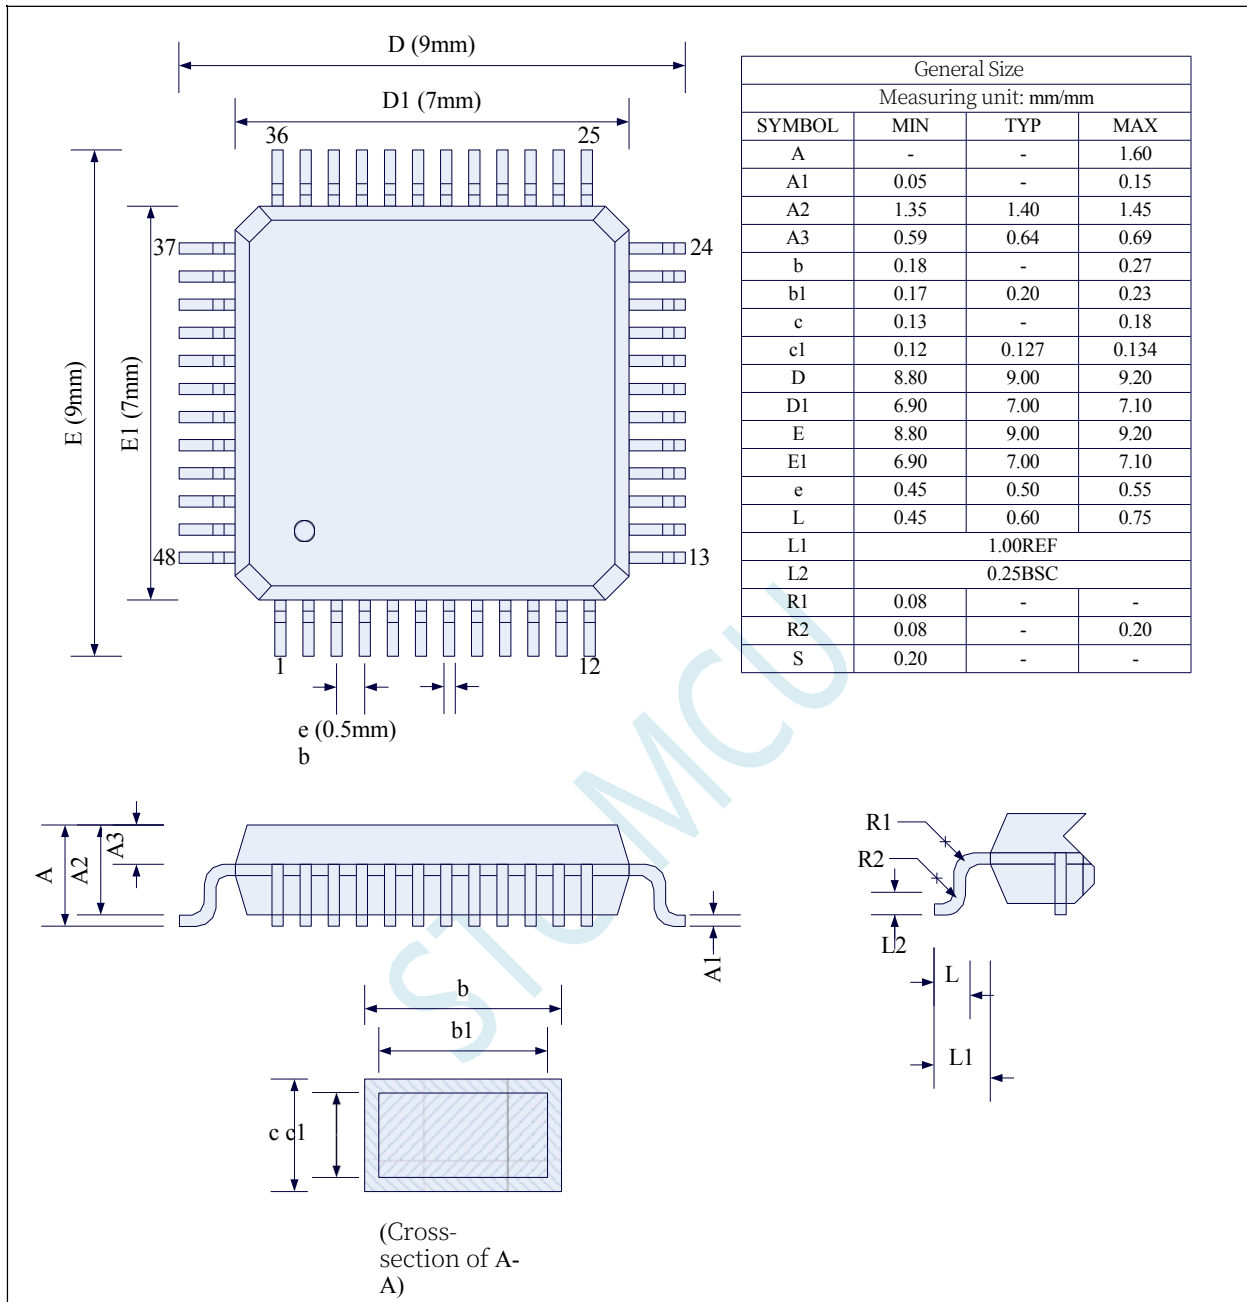 D (9mm)
D1 (7mm)
36 25
37 24
E (9mm)
E1 (7mm)
48 13
1 12
e (0.5mm)
b
General Size
Measuring unit: mm/mm
SYMBOL MIN TYP MAX
A - - 1.60
A1 0.05 - 0.15
A2 1.35 1.40 1.45
A3 0.59 0.64 0.69
b 0.18 - 0.27
b1 0.17 0.20 0.23
c 0.13 - 0.18
c1 0.12 0.127 0.134
D 8.80 9.00 9.20
D1 6.90 7.00 7.10
E 8.80 9.00 9.20
E1 6.90 7.00 7.10
e 0.45 0.50 0.55
L 0.45 0.60 0.75
L1 1.00REF
L2 0.25BSC
R1 0.08 - -
R2 0.08 - 0.20
S 0.20 - -
STC MCU
A
A2
A3
A1
R1
R2
L2
L
L1
b
b1
c c1
(Cross-
section of A-
A)